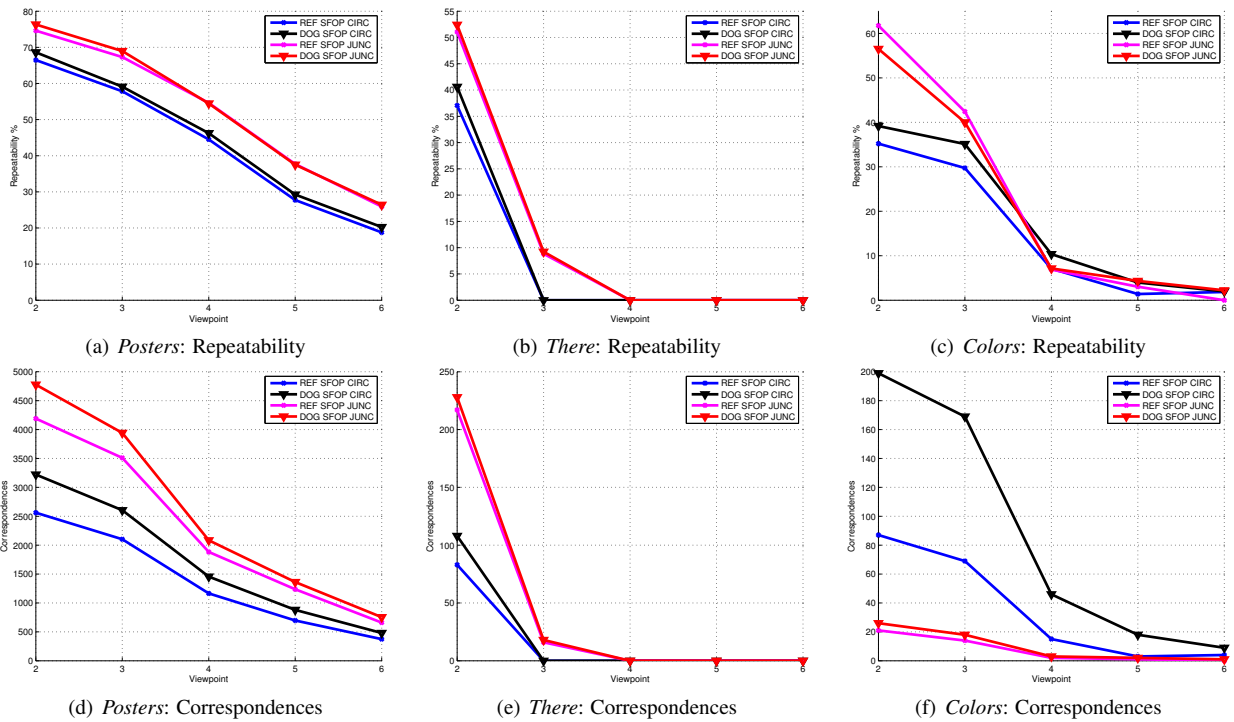 80
70
60
50
40
30
20
10
0
Repeatability %
2 3 4 5 6
Viewpoint
REF SFOP CIRC
DOG SFOP CIRC
REF SFOP JUNC
DOG SFOP JUNC
(a) Posters: Repeatability
55
50
45
40
35
30
25
20
15
10
5
0
Repeatability %
2 3 4 5 6
Viewpoint
REF SFOP CIRC
DOG SFOP CIRC
REF SFOP JUNC
DOG SFOP JUNC
(b) There: Repeatability
60
50
40
30
20
10
0
Repeatability %
2 3 4 5 6
Viewpoint
REF SFOP CIRC
DOG SFOP CIRC
REF SFOP JUNC
DOG SFOP JUNC
(c) Colors: Repeatability
5000
4500
4000
3500
3000
2500
2000
1500
1000
500
0
Correspondences
2 3 4 5 6
Viewpoint
REF SFOP CIRC
DOG SFOP CIRC
REF SFOP JUNC
DOG SFOP JUNC
(d) Posters: Correspondences
250
200
150
100
50
0
Correspondences
2 3 4 5 6
Viewpoint
REF SFOP CIRC
DOG SFOP CIRC
REF SFOP JUNC
DOG SFOP JUNC
(e) There: Correspondences
200
180
160
140
120
100
80
60
40
20
0
Correspondences
2 3 4 5 6
Viewpoint
REF SFOP CIRC
DOG SFOP CIRC
REF SFOP JUNC
DOG SFOP JUNC
(f) Colors: Correspondences